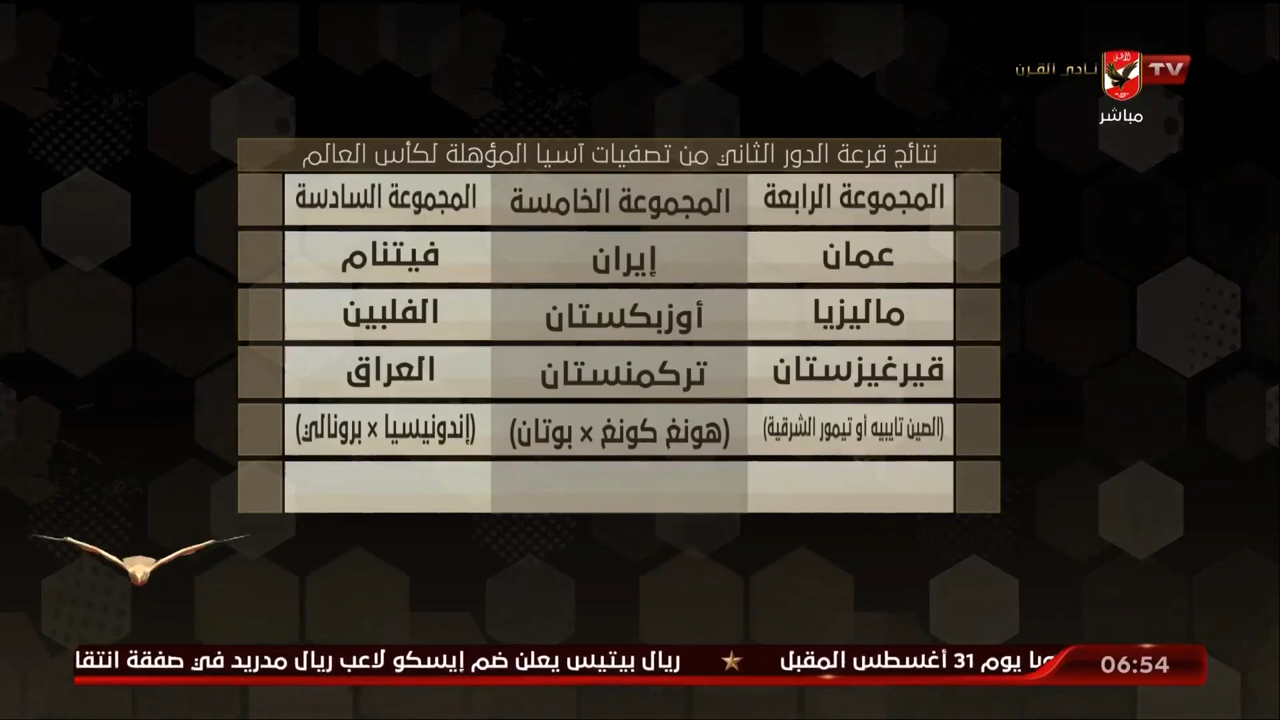 نادي القرن
TV
مباشر
نتائج قرعة الدور الثاني من تصفيات آسيا المؤهلة لكأس العالم
المجموعة الرابعة المجموعة الخامسة المجموعة السادسة
عمان إيران فيتنام
ماليزيا أوزبكستان الفلبين
قيرغيزستان تركمنستان العراق
(الصين تايبيه أو تيمور الشرقية) (هونغ كونغ × بوتان) (إندونيسيا × برونالي)
06:54
يوم 31 أغسطس المقبل ريال بيتيس يعلن ضم إيسكو لاعب ريال مدريد في صفقة انتقا